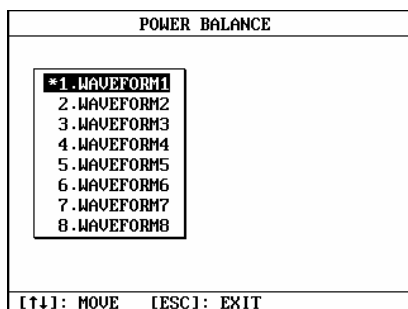 POWER BALANCE
*1.WAVEFORM1
2.WAVEFORM2
3.WAVEFORM3
4.WAVEFORM4
5.WAVEFORM5
6.WAVEFORM6
7.WAVEFORM7
8.WAVEFORM8
[↑↓]: MOVE [ESC]: EXIT